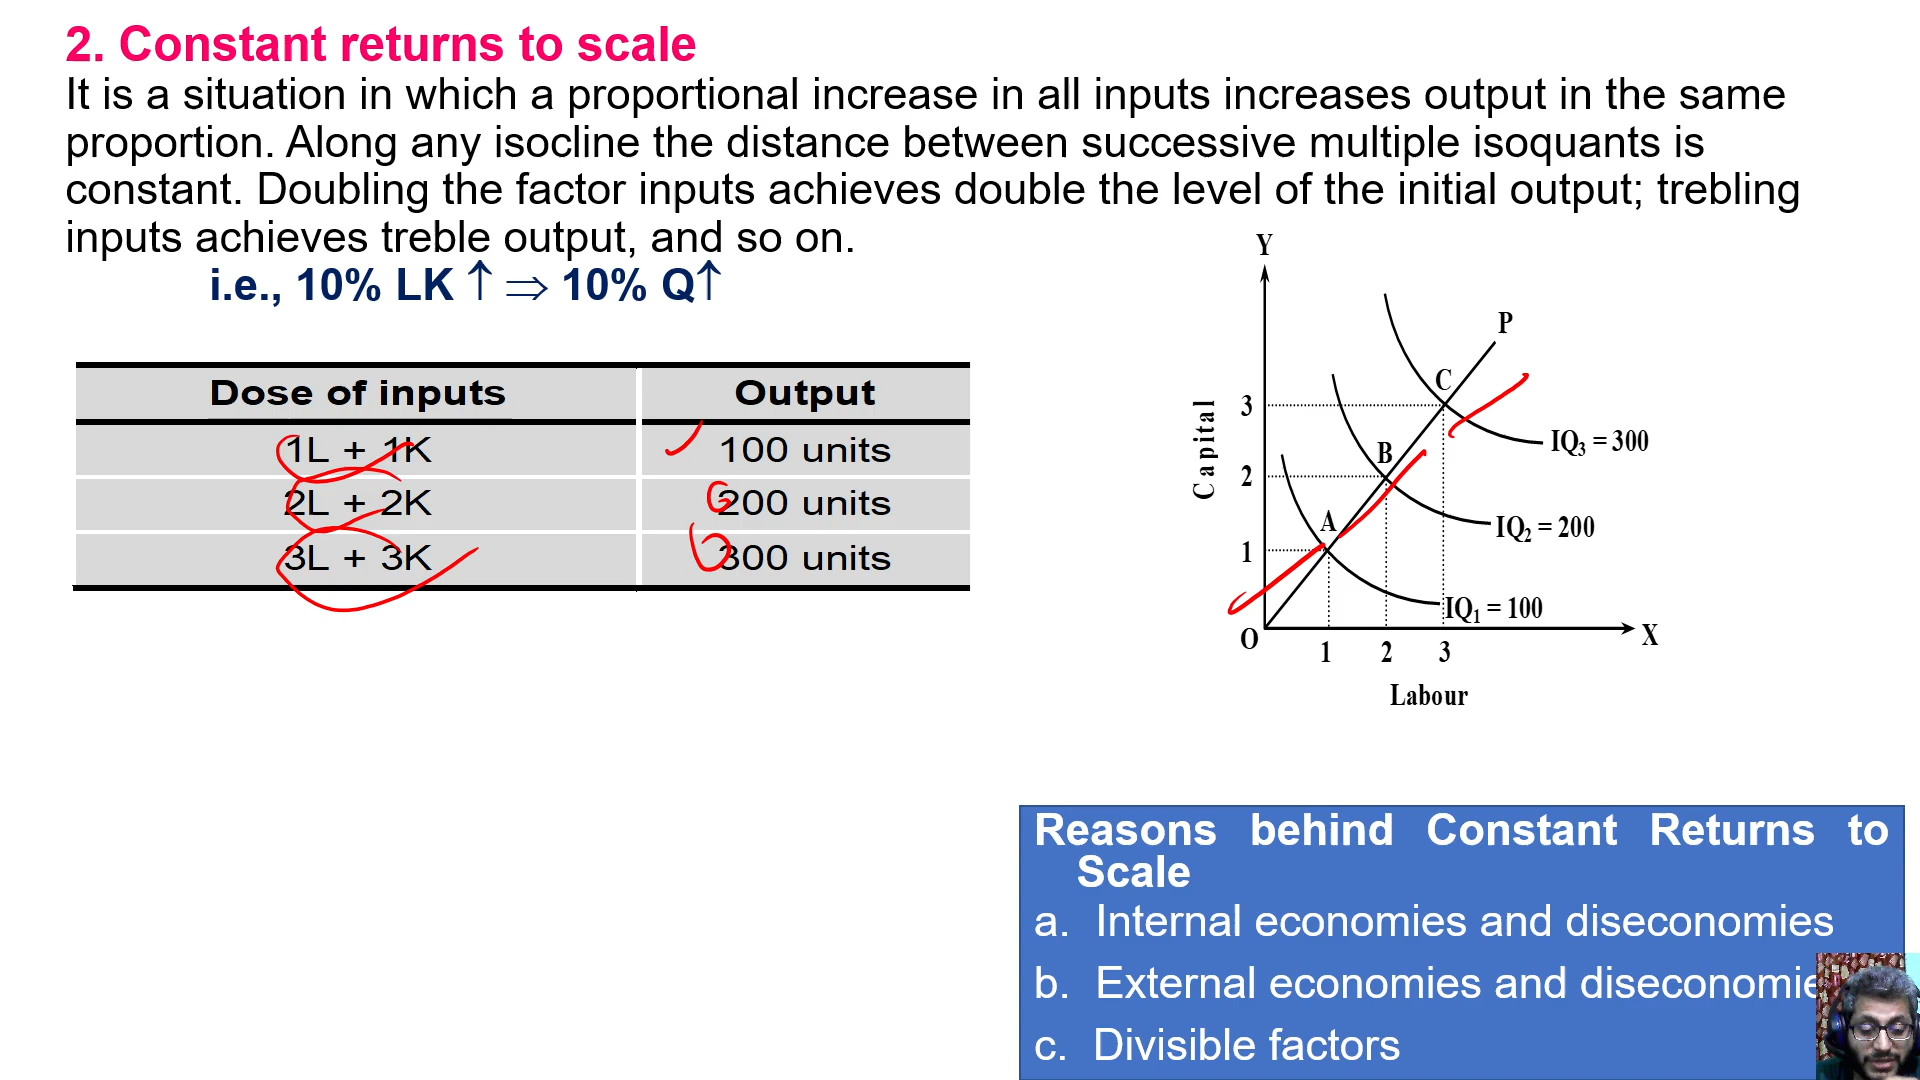 2. Constant returns to scale
It is a situation in which a proportional increase in all inputs increases output in the same
proportion. Along any isocline the distance between successive multiple isoquants is
constant. Doubling the factor inputs achieves double the level of the initial output; trebling
inputs achieves treble output, and so on.
i.e., 10% LK ↑ ⇒ 10% Q↑
Dose of inputs Output
1L + 1K 100 units
2L + 2K 200 units
3L + 3K 300 units
Y
P
C
3
IQ₃ = 300
B
2
Capital
A
IQ₂ = 200
1
IQ₁ = 100
O
X
1 2 3
Labour
Reasons behind Constant Returns to
Scale
a. Internal economies and diseconomies
b. External economies and
c. Divisible factors